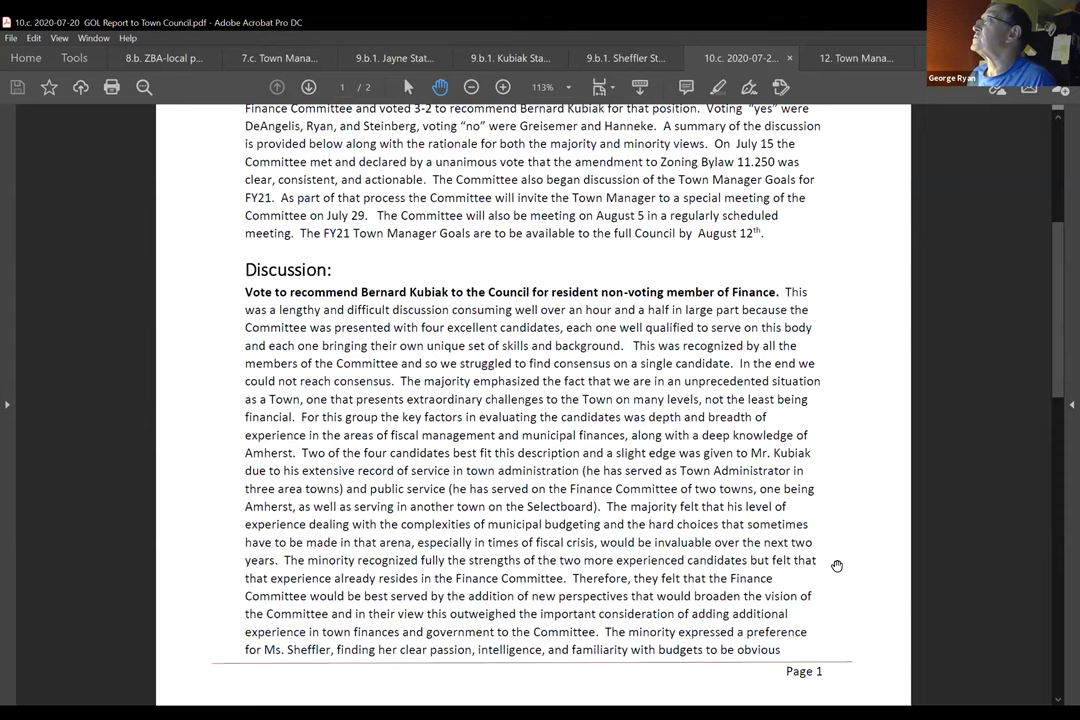 10.c. 2020-07-20 GOL Report to Town Council.pdf - Adobe Acrobat Pro DC
File Edit View Window Help
Home Tools 8.b. ZBA-local p... 7.c. Town Mana... 9.b.1. Jayne Stat... 9.b.1. Kubiak Sta... 9.b.1. Sheffler St... 10.c. 2020-07-2... × 12. Town Mana...
George Ryan
1 / 2 113%
Finance Committee and voted 3-2 to recommend Bernard Kubiak for that position. Voting “yes” were
DeAngelis, Ryan, and Steinberg, voting “no” were Greisemer and Hanneke. A summary of the discussion
is provided below along with the rationale for both the majority and minority views. On July 15 the
Committee met and declared by a unanimous vote that the amendment to Zoning Bylaw 11.250 was
clear, consistent, and actionable. The Committee also began discussion of the Town Manager Goals for
FY21. As part of that process the Committee will invite the Town Manager to a special meeting of the
Committee on July 29. The Committee will also be meeting on August 5 in a regularly scheduled
meeting. The FY21 Town Manager Goals are to be available to the full Council by August 12th.
Discussion:
Vote to recommend Bernard Kubiak to the Council for resident non-voting member of Finance. This
was a lengthy and difficult discussion consuming well over an hour and a half in large part because the
Committee was presented with four excellent candidates, each one well qualified to serve on this body
and each one bringing their own unique set of skills and background. This was recognized by all the
members of the Committee and so we struggled to find consensus on a single candidate. In the end we
could not reach consensus. The majority emphasized the fact that we are in an unprecedented situation
as a Town, one that presents extraordinary challenges to the Town on many levels, not the least being
financial. For this group the key factors in evaluating the candidates was depth and breadth of
experience in the areas of fiscal management and municipal finances, along with a deep knowledge of
Amherst. Two of the four candidates best fit this description and a slight edge was given to Mr. Kubiak
due to his extensive record of service in town administration (he has served as Town Administrator in
three area towns) and public service (he has served on the Finance Committee of two towns, one being
Amherst, as well as serving in another town on the Selectboard). The majority felt that his level of
experience dealing with the complexities of municipal budgeting and the hard choices that sometimes
have to be made in that arena, especially in times of fiscal crisis, would be invaluable over the next two
years. The minority recognized fully the strengths of the two more experienced candidates but felt that
that experience already resides in the Finance Committee. Therefore, they felt that the Finance
Committee would be best served by the addition of new perspectives that would broaden the vision of
the Committee and in their view this outweighed the important consideration of adding additional
experience in town finances and government to the Committee. The minority expressed a preference
for Ms. Sheffler, finding her clear passion, intelligence, and familiarity with budgets to be obvious
Page 1